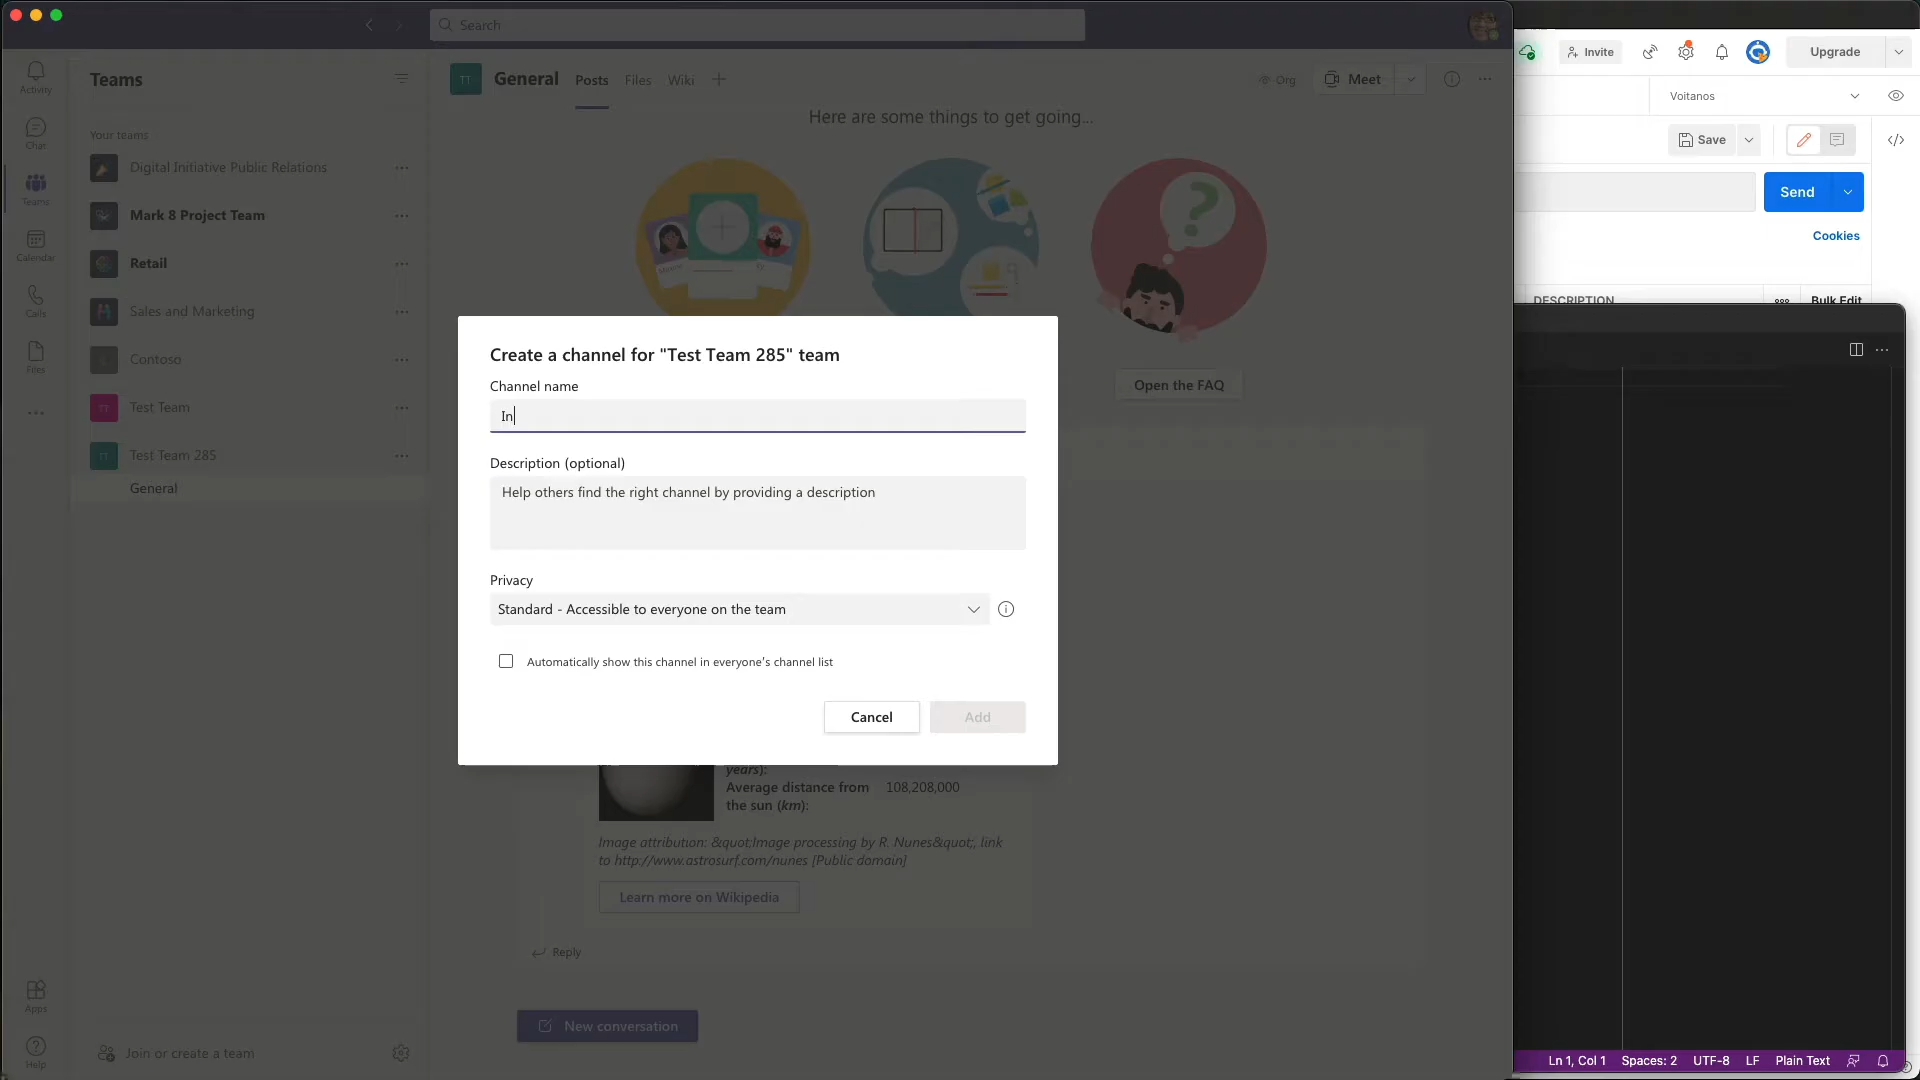 Search
Invite
Upgrade
Activity
Chat
Teams
Calendar
Calls
Files
Apps
Help
Teams
Your teams
Digital Initiative Public Relations
Mark 8 Project Team
Retail
Sales and Marketing
Contoso
TT
Test Team
TT
Test Team 285
General
Join or create a team
TT
General
Posts
Files
Wiki
Org
Meet
Here are some things to get going...
Open the FAQ
Create a channel for "Test Team 285" team
Channel name
In
Description (optional)
Help others find the right channel by providing a description
Privacy
Standard - Accessible to everyone on the team
Automatically show this channel in everyone's channel list
Cancel
Add
years):
Average distance from
the sun (km):
108,208,000
Image attribution: &quot;Image processing by R. Nunes&quot;, link
to http://www.astrosurf.com/nunes [Public domain]
Learn more on Wikipedia
Reply
New conversation
Voitanos
Save
Send
Cookies
DESCRIPTION
Bulk Edit
Ln 1, Col 1
Spaces: 2
UTF-8
LF
Plain Text